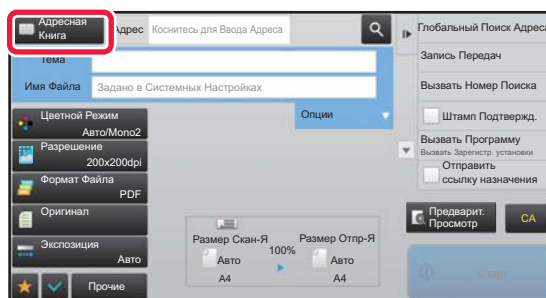 Адресная
Книга
Адрес
Коснитесь для Ввода Адреса
Тема
Имя Файла
Задано в Системных Настройках
Опции
Цветной Режим
Авто/Mono2
Разрешение
200x200dpi
Формат Файла
PDF
Оригинал
Экспозиция
Авто
Прочие
Размер Скан-Я
100%
Размер Отпр-Я
Авто
Авто
A4
A4
Глобальный Поиск Адреса
Запись Передач
Вызвать Номер Поиска
Штамп Подтвержд.
Вызвать Программу
Вызвать Зарегистр. установки
Отправить
ссылку назначения
Предварит.
Просмотр
CA
Старт